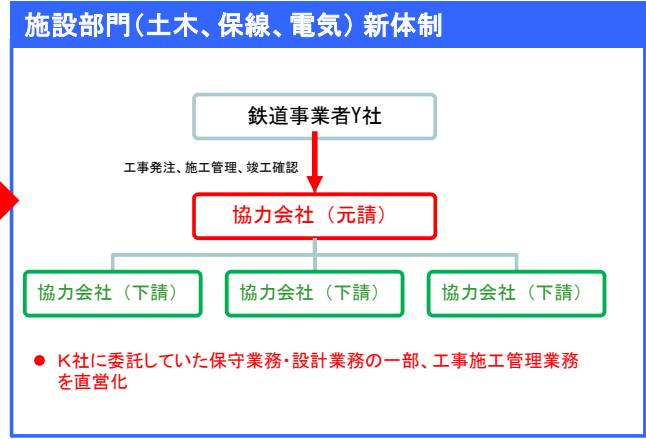 施設部門(土木、保線、電気) 新体制
鉄道事業者Y社
工事発注、施工管理、竣工確認
協力会社（元請）
協力会社（下請） 協力会社（下請） 協力会社（下請）
● K社に委託していた保守業務・設計業務の一部、工事施工管理業務
を直営化